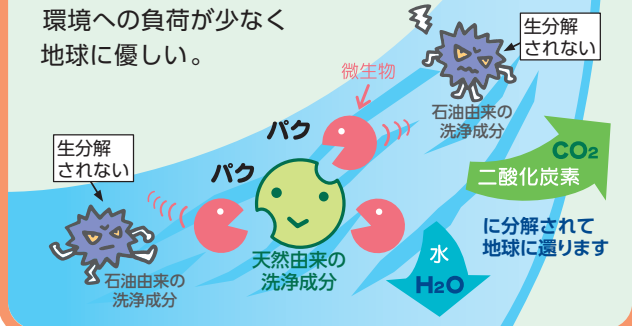 環境への負荷が少なく
地球に優しい。
生分解
されない
微生物
石油由来の
洗浄成分
パク
パク
生分解
されない
CO2
二酸化炭素
に分解されて
地球に還ります
水
H2O
天然由来の
洗浄成分
石油由来の
洗浄成分